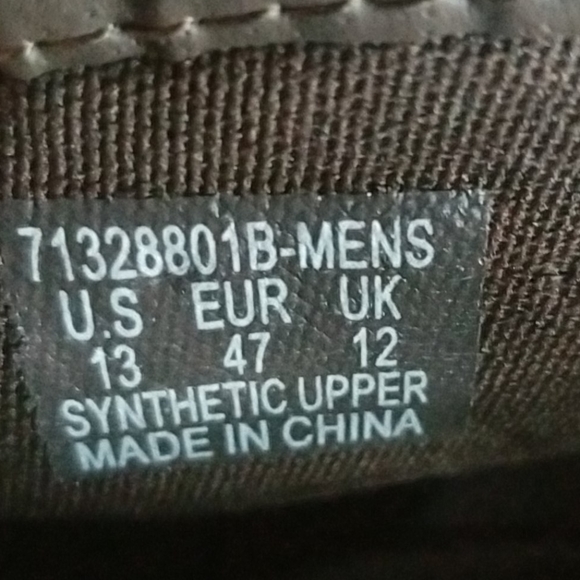 71328801B-MENS
U.S EUR UK
13 47 12
SYNTHETIC UPPER
MADE IN CHINA